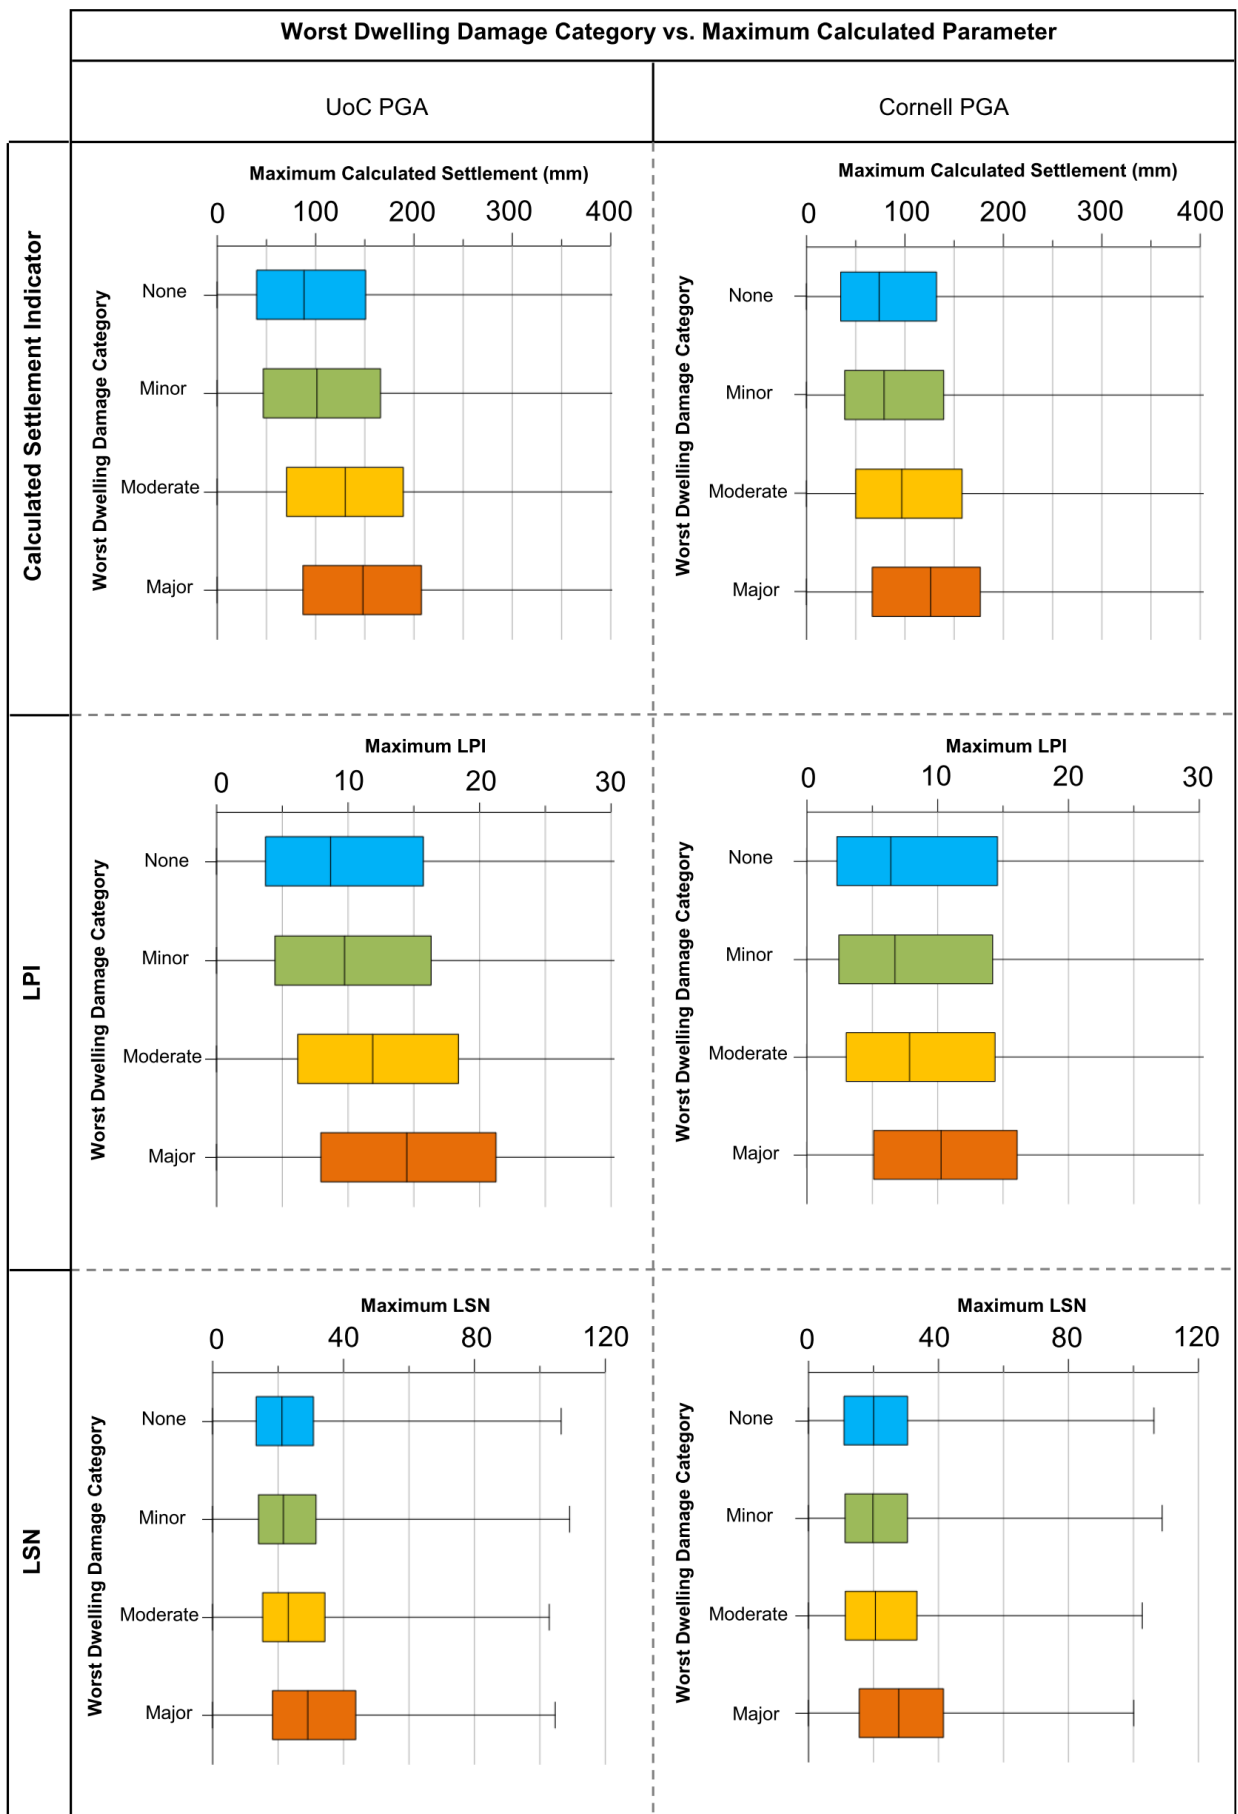 Worst Dwelling Damage Category vs. Maximum Calculated Parameter
UoC PGA
Cornell PGA
Calculated Settlement Indicator
Maximum Calculated Settlement (mm)
0 100 200 300 400
Worst Dwelling Damage Category
None
Minor
Moderate
Major
Maximum Calculated Settlement (mm)
0 100 200 300 400
Worst Dwelling Damage Category
None
Minor
Moderate
Major
LPI
Maximum LPI
0 10 20 30
Worst Dwelling Damage Category
None
Minor
Moderate
Major
Maximum LPI
0 10 20 30
Worst Dwelling Damage Category
None
Minor
Moderate
Major
LSN
Maximum LSN
0 40 80 120
Worst Dwelling Damage Category
None
Minor
Moderate
Major
Maximum LSN
0 40 80 120
Worst Dwelling Damage Category
None
Minor
Moderate
Major